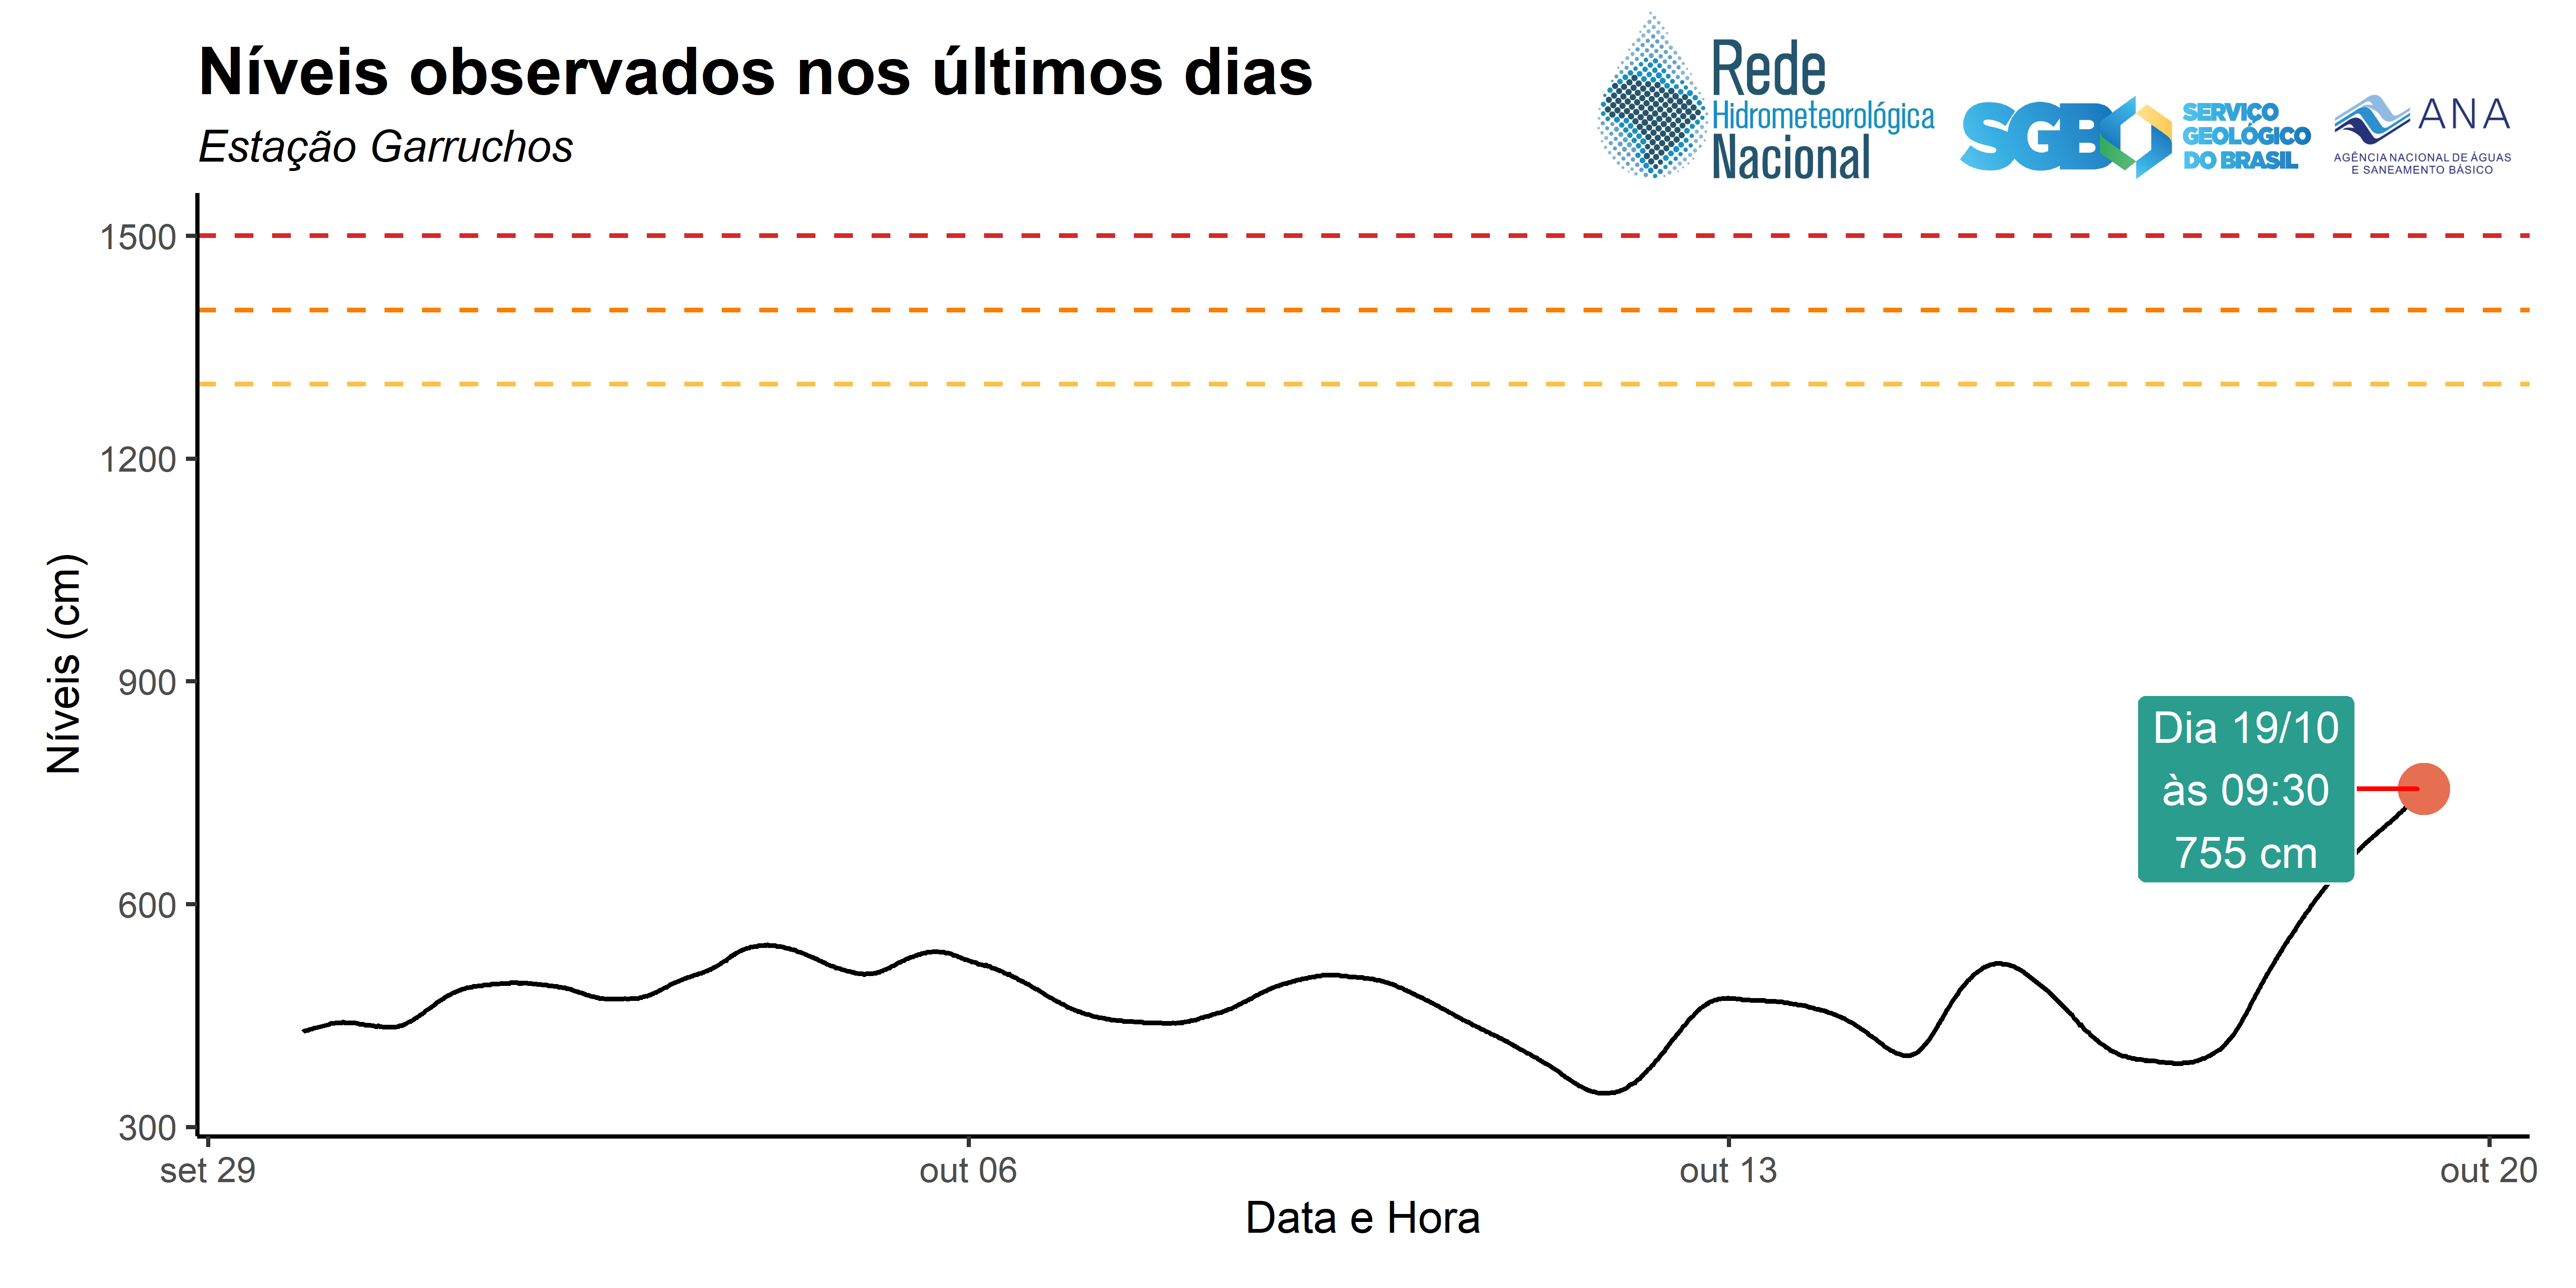 Níveis observados nos últimos dias
Estação Garruchos
Rede
Hidrometeorológica
Nacional
SGB
SERVIÇO
GEOLÓGICO
DO BRASIL
ANA
AGÊNCIA NACIONAL DE ÁGUAS
E SANEAMENTO BÁSICO
Níveis (cm)
1500
1200
900
600
300
Dia 19/10
às 09:30
755 cm
set 29
out 06
out 13
out 20
Data e Hora